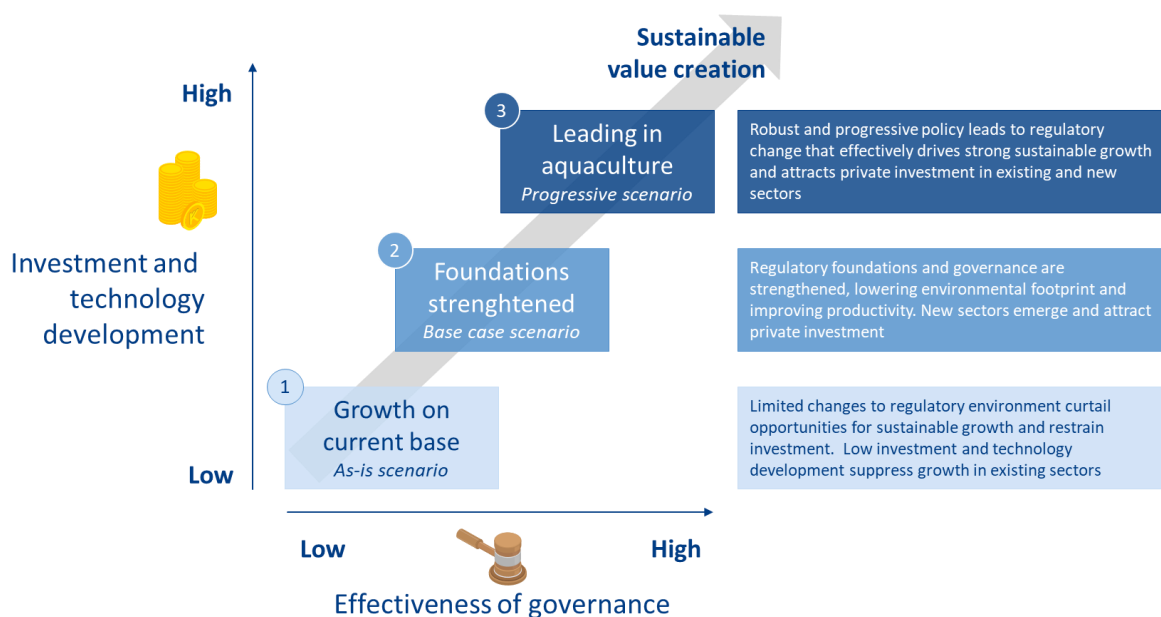 Sustainable
value creation
High
3
Leading in
aquaculture
Progressive scenario
Robust and progressive policy leads to regulatory
change that effectively drives strong sustainable growth
and attracts private investment in existing and new
sectors
Investment and
technology
development
2
Foundations
strenghtened
Base case scenario
Regulatory foundations and governance are
strengthened, lowering environmental footprint and
improving productivity. New sectors emerge and attract
private investment
1
Growth on
current base
As-is scenario
Limited changes to regulatory environment curtail
opportunities for sustainable growth and restrain
investment.  Low investment and technology
development suppress growth in existing sectors
Low
Low
High
Effectiveness of governance
K